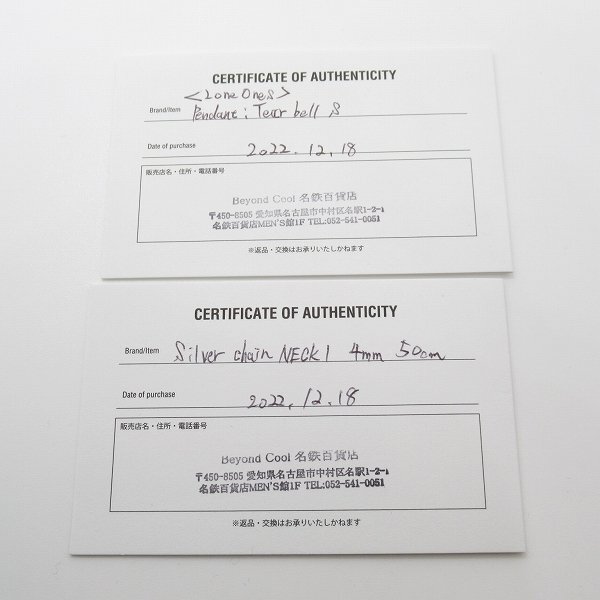 CERTIFICATE OF AUTHENTICITY
<Lone Ones>
Brand/Item Pendant: Tear bell S
Date of purchase 2022.12.18
販売店名・住所・電話番号
Beyond Cool 名鉄百貨店
〒450-8505 愛知県名古屋市中村区名駅1-2-1
名鉄百貨店MEN'S館1F TEL:052-541-0051
※返品・交換はお承りいたしかねます
CERTIFICATE OF AUTHENTICITY
Brand/Item Silver chain NECK 1 4mm 50cm
Date of purchase 2022.12.18
販売店名・住所・電話番号
Beyond Cool 名鉄百貨店
〒450-8505 愛知県名古屋市中村区名駅1-2-1
名鉄百貨店MEN'S館1F TEL:052-541-0051
※返品・交換はお承りいたしかねます